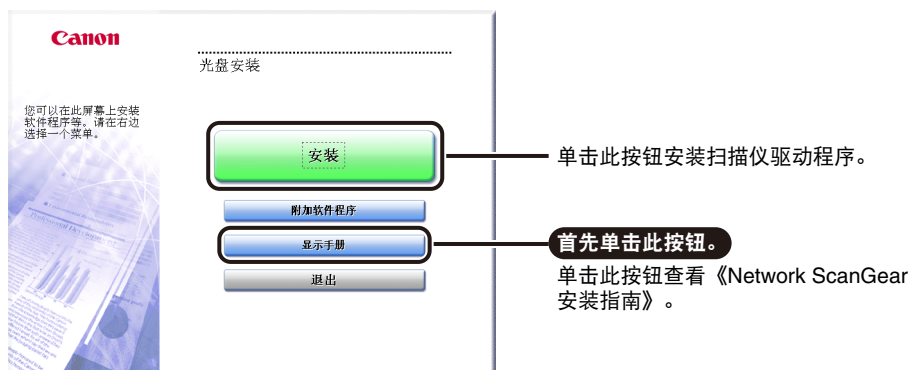 Canon
光盘安装
您可以在此屏幕上安装
软件程序等。请在右边
选择一个菜单。
安装
单击此按钮安装扫描仪驱动程序。
附加软件程序
显示手册
首先单击此按钮。
单击此按钮查看《Network ScanGear
安装指南》。
退出